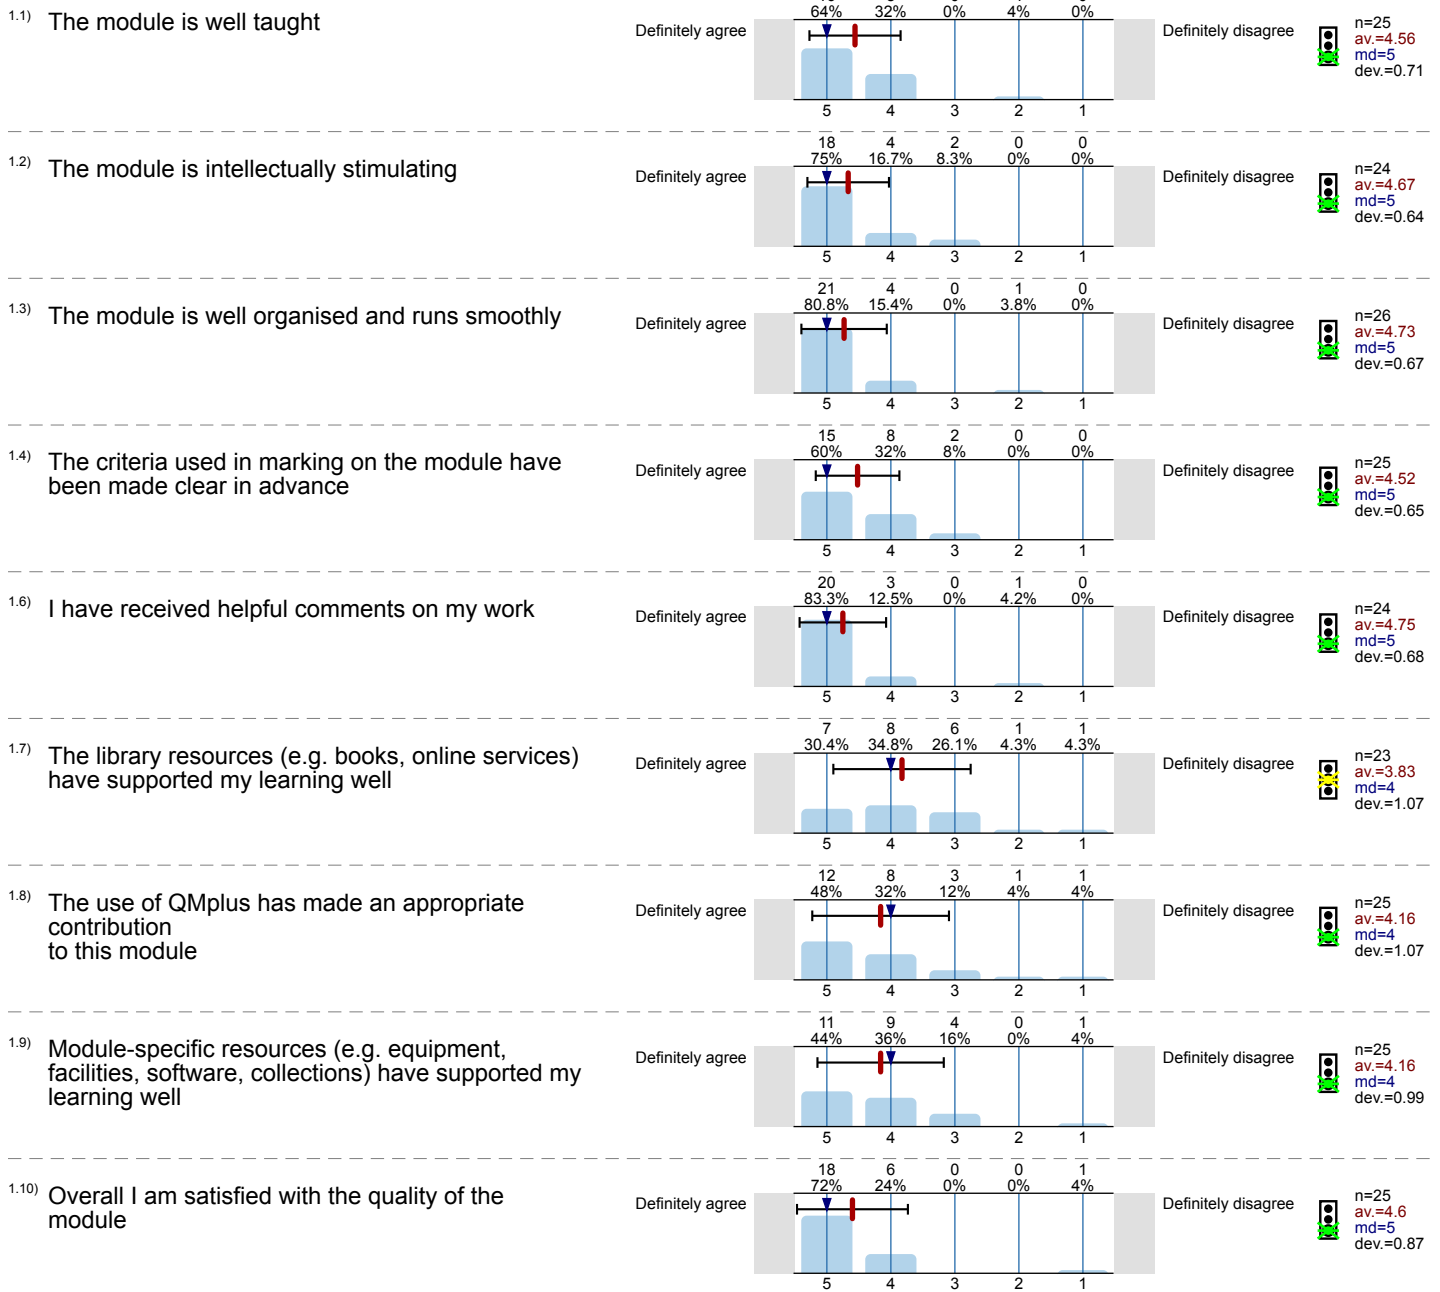 1.1) The module is well taught
Definitely agree
64% 32% 0% 4% 0%
5 4 3 2 1
Definitely disagree
n=25
av.=4.56
md=5
dev.=0.71
1.2) The module is intellectually stimulating
Definitely agree
18 4 2 0 0
75% 16.7% 8.3% 0% 0%
5 4 3 2 1
Definitely disagree
n=24
av.=4.67
md=5
dev.=0.64
1.3) The module is well organised and runs smoothly
Definitely agree
21 4 0 1 0
80.8% 15.4% 0% 3.8% 0%
5 4 3 2 1
Definitely disagree
n=26
av.=4.73
md=5
dev.=0.67
1.4) The criteria used in marking on the module have
been made clear in advance
Definitely agree
15 8 2 0 0
60% 32% 8% 0% 0%
5 4 3 2 1
Definitely disagree
n=25
av.=4.52
md=5
dev.=0.65
1.6) I have received helpful comments on my work
Definitely agree
20 3 0 1 0
83.3% 12.5% 0% 4.2% 0%
5 4 3 2 1
Definitely disagree
n=24
av.=4.75
md=5
dev.=0.68
1.7) The library resources (e.g. books, online services)
have supported my learning well
Definitely agree
7 8 6 1 1
30.4% 34.8% 26.1% 4.3% 4.3%
5 4 3 2 1
Definitely disagree
n=23
av.=3.83
md=4
dev.=1.07
1.8) The use of QMplus has made an appropriate
contribution
to this module
Definitely agree
12 8 3 1 1
48% 32% 12% 4% 4%
5 4 3 2 1
Definitely disagree
n=25
av.=4.16
md=4
dev.=1.07
1.9) Module-specific resources (e.g. equipment,
facilities, software, collections) have supported my
learning well
Definitely agree
11 9 4 0 1
44% 36% 16% 0% 4%
5 4 3 2 1
Definitely disagree
n=25
av.=4.16
md=4
dev.=0.99
1.10) Overall I am satisfied with the quality of the
module
Definitely agree
18 6 0 0 1
72% 24% 0% 0% 4%
5 4 3 2 1
Definitely disagree
n=25
av.=4.6
md=5
dev.=0.87